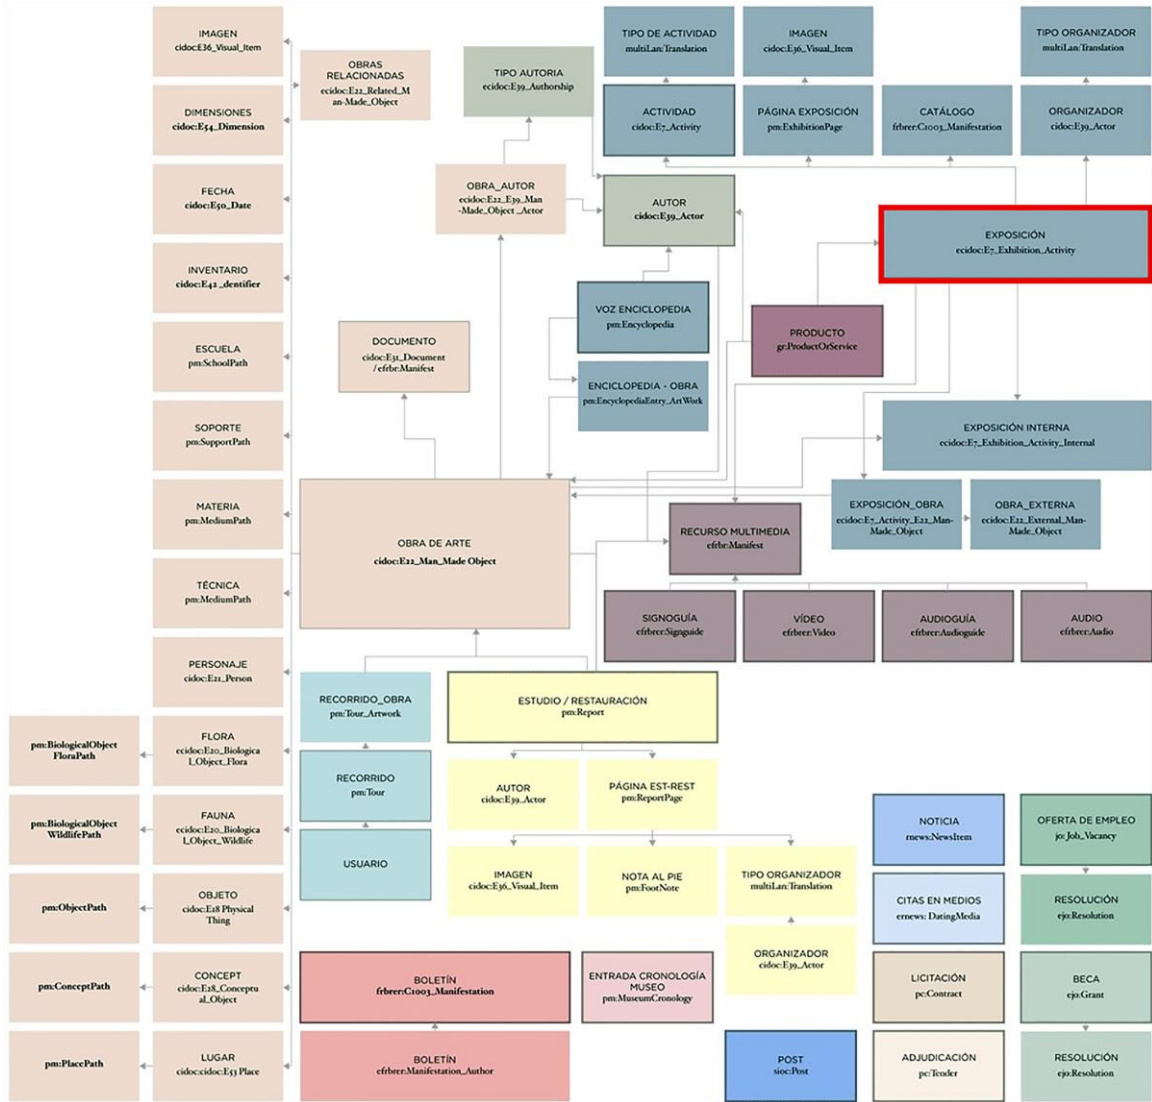 IMAGEN
cidoc:E36_Visual_Item
OBRAS
RELACIONADAS
ecidoc:E22_Related_M
an-Made_Object
DIMENSIONES
cidoc:E54_Dimension
FECHA
cidoc:E50_Date
INVENTARIO
cidoc:E42_dentifier
ESCUELA
pm:SchoolPath
SOPORTE
pm:SupportPath
MATERIA
pm:MediumPath
TÉCNICA
pm:MediumPath
PERSONAJE
cidoc:E21_Person
FLORA
ecidoc:E20_Biologica
l_Object_Flora
pm:BiologicalObject
FloraPath
FAUNA
ecidoc:E20_Biologica
l_Object_Wildlife
pm:BiologicalObject
WildlifePath
OBJETO
cidoc:E18 Physical
Thing
pm:ObjectPath
CONCEPT
cidoc:E28_Conceptu
al_Object
pm:ConceptPath
LUGAR
cidoc:cidoc:E53 Place
pm:PlacePath
TIPO AUTORIA
ecidoc:E39_Authorship
OBRA_AUTOR
ecidoc:E22_E39_Man
-Made_Object _Actor
AUTOR
cidoc:E39_Actor
VOZ ENCICLOPEDIA
pm:Encyclopedia
ENCICLOPEDIA - OBRA
pm:EncyclopediaEntry_ArtWork
DOCUMENTO
cidoc:E31_Document
/ efrbr:Manifest
OBRA DE ARTE
cidoc:E22_Man_Made Object
TIPO DE ACTIVIDAD
multiLan:Translation
IMAGEN
cidoc:E36_Visual_Item
TIPO ORGANIZADOR
multiLan:Translation
ACTIVIDAD
cidoc:E7_Activity
PÁGINA EXPOSICIÓN
pm:ExhibitionPage
CATÁLOGO
frbrer:C1003_Manifestation
ORGANIZADOR
cidoc:E39_Actor
EXPOSICIÓN
ecidoc:E7_Exhibition_Activity
PRODUCTO
gr:ProductOrService
EXPOSICIÓN INTERNA
ecidoc:E7_Exhibition_Activity_Internal
EXPOSICIÓN_OBRA
ecidoc:E7_Activity_E22_Man-
Made_Object
OBRA_EXTERNA
ecidoc:E22_External_Man-
Made_Object
RECURSO MULTIMEDIA
efrbr:Manifest
SIGNOGUÍA
efrbrer:Signguide
VÍDEO
efrbrer:Video
AUDIOGUÍA
efrbrer:Audioguide
AUDIO
efrbrer:Audio
RECORRIDO_OBRA
pm:Tour_Artwork
RECORRIDO
pm:Tour
USUARIO
ESTUDIO / RESTAURACIÓN
pm:Report
AUTOR
cidoc:E39_Actor
PÁGINA EST-REST
pm:ReportPage
IMAGEN
cidoc:E36_Visual_Item
NOTA AL PIE
pm:FootNote
TIPO ORGANIZADOR
multiLan:Translation
ORGANIZADOR
cidoc:E39_Actor
BOLETÍN
frbrer:C1003_Manifestation
BOLETÍN
efrbrer:Manifestation_Author
ENTRADA CRONOLOGÍA
MUSEO
pm:MuseumCronology
POST
sioc:Post
NOTICIA
rnews:NewsItem
CITAS EN MEDIOS
ernews: DatingMedia
LICITACIÓN
pc:Contract
ADJUDICACIÓN
pc:Tender
OFERTA DE EMPLEO
jo: Job_Vacancy
RESOLUCIÓN
ejo:Resolution
BECA
ejo:Grant
RESOLUCIÓN
ejo:Resolution